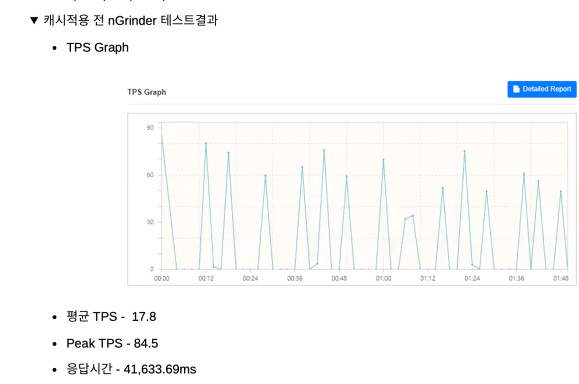 ▼ 캐시적용 전 nGrinder 테스트결과
• TPS Graph
TPS Graph
Detailed Report
90
60
30
0
00:00 00:12 00:24 00:36 00:48 01:00 01:12 01:24 01:36 01:48
• 평균 TPS - 17.8
• Peak TPS - 84.5
• 응답시간 - 41,633.69ms